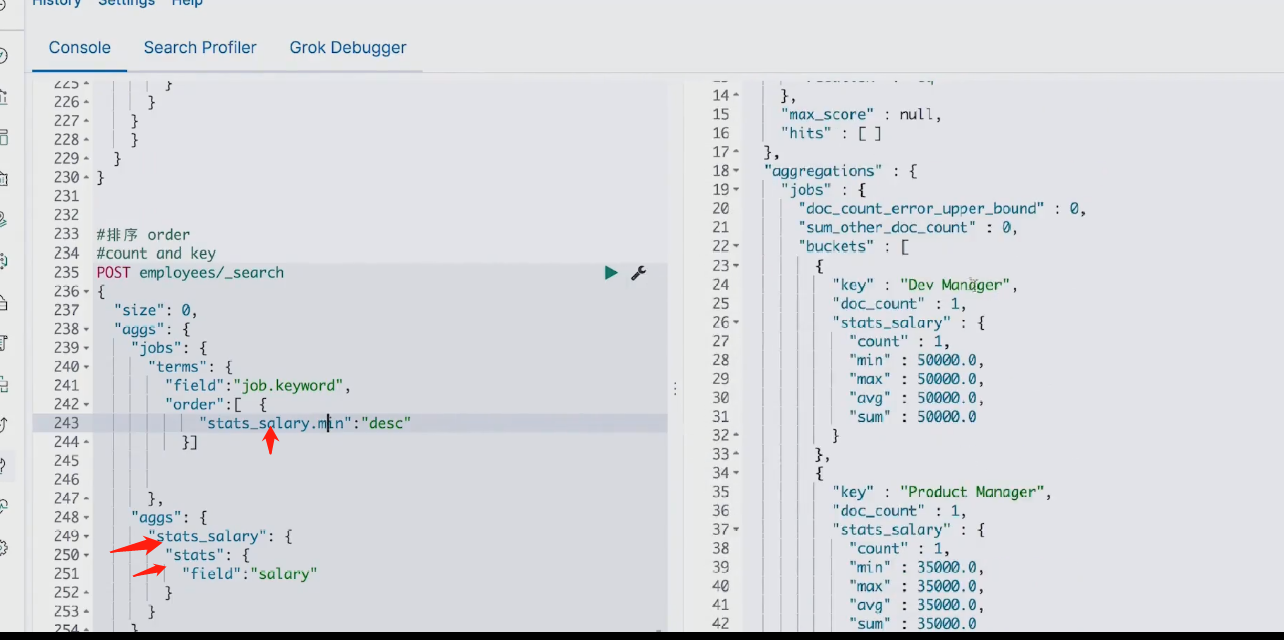 History Settings Help
Console Search Profiler Grok Debugger
225 }
226 }
227 }
228 }
229 }
230 }
231
232
233 #排序 order
234 #count and key
235 POST employees/_search
236 {
237 "size": 0,
238 "aggs": {
239 "jobs": {
240 "terms": {
241 "field":"job.keyword",
242 "order":[ {
243 "stats_salary.min":"desc"
244 }]
245
246
247 },
248 "aggs": {
249 "stats_salary": {
250 "stats": {
251 "field":"salary"
252 }
253 }
254 }
14 },
15 "max_score" : null,
16 "hits" : [ ]
17 },
18 "aggregations" : {
19 "jobs" : {
20 "doc_count_error_upper_bound" : 0,
21 "sum_other_doc_count" : 0,
22 "buckets" : [
23 {
24 "key" : "Dev Manager",
25 "doc_count" : 1,
26 "stats_salary" : {
27 "count" : 1,
28 "min" : 50000.0,
29 "max" : 50000.0,
30 "avg" : 50000.0,
31 "sum" : 50000.0
32 }
33 },
34 {
35 "key" : "Product Manager",
36 "doc_count" : 1,
37 "stats_salary" : {
38 "count" : 1,
39 "min" : 35000.0,
40 "max" : 35000.0,
41 "avg" : 35000.0,
42 "sum" : 35000.0